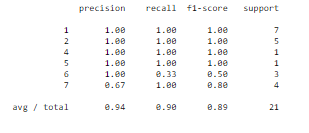 precision recall f1-score support
1 1.00 1.00 1.00 7
2 1.00 1.00 1.00 5
4 1.00 1.00 1.00 1
5 1.00 1.00 1.00 1
6 1.00 0.33 0.50 3
7 0.67 1.00 0.80 4
avg / total 0.94 0.90 0.89 21